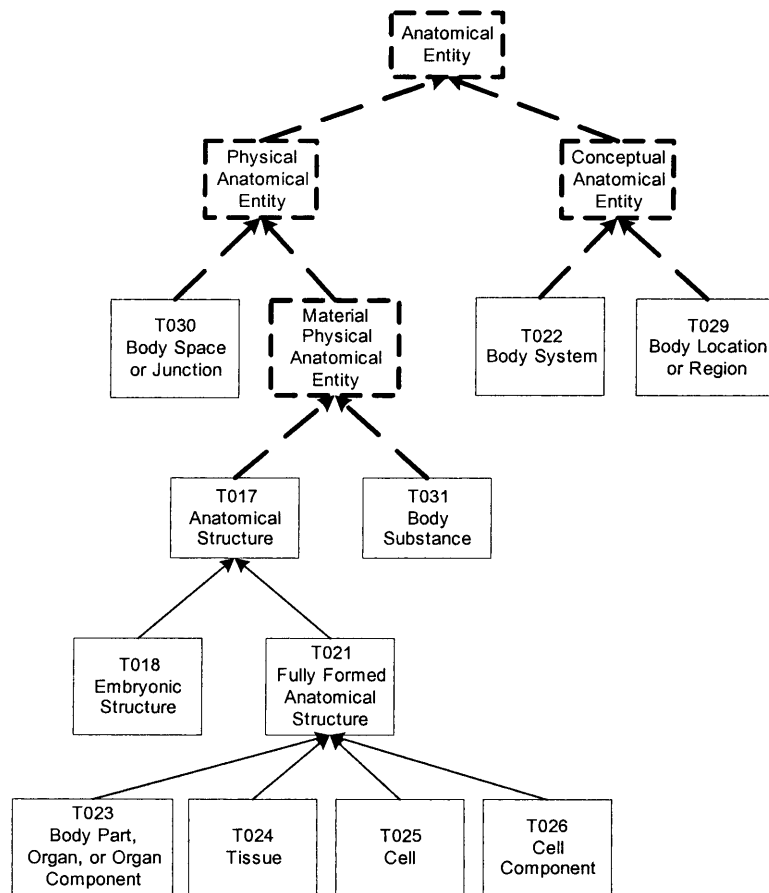 Anatomical
Entity
Physical
Anatomical
Entity
Conceptual
Anatomical
Entity
T030
Body Space
or Junction
Material
Physical
Anatomical
Entity
T022
Body System
T029
Body Location
or Region
T017
Anatomical
Structure
T031
Body
Substance
T018
Embryonic
Structure
T021
Fully Formed
Anatomical
Structure
T023
Body Part,
Organ, or Organ
Component
T024
Tissue
T025
Cell
T026
Cell
Component